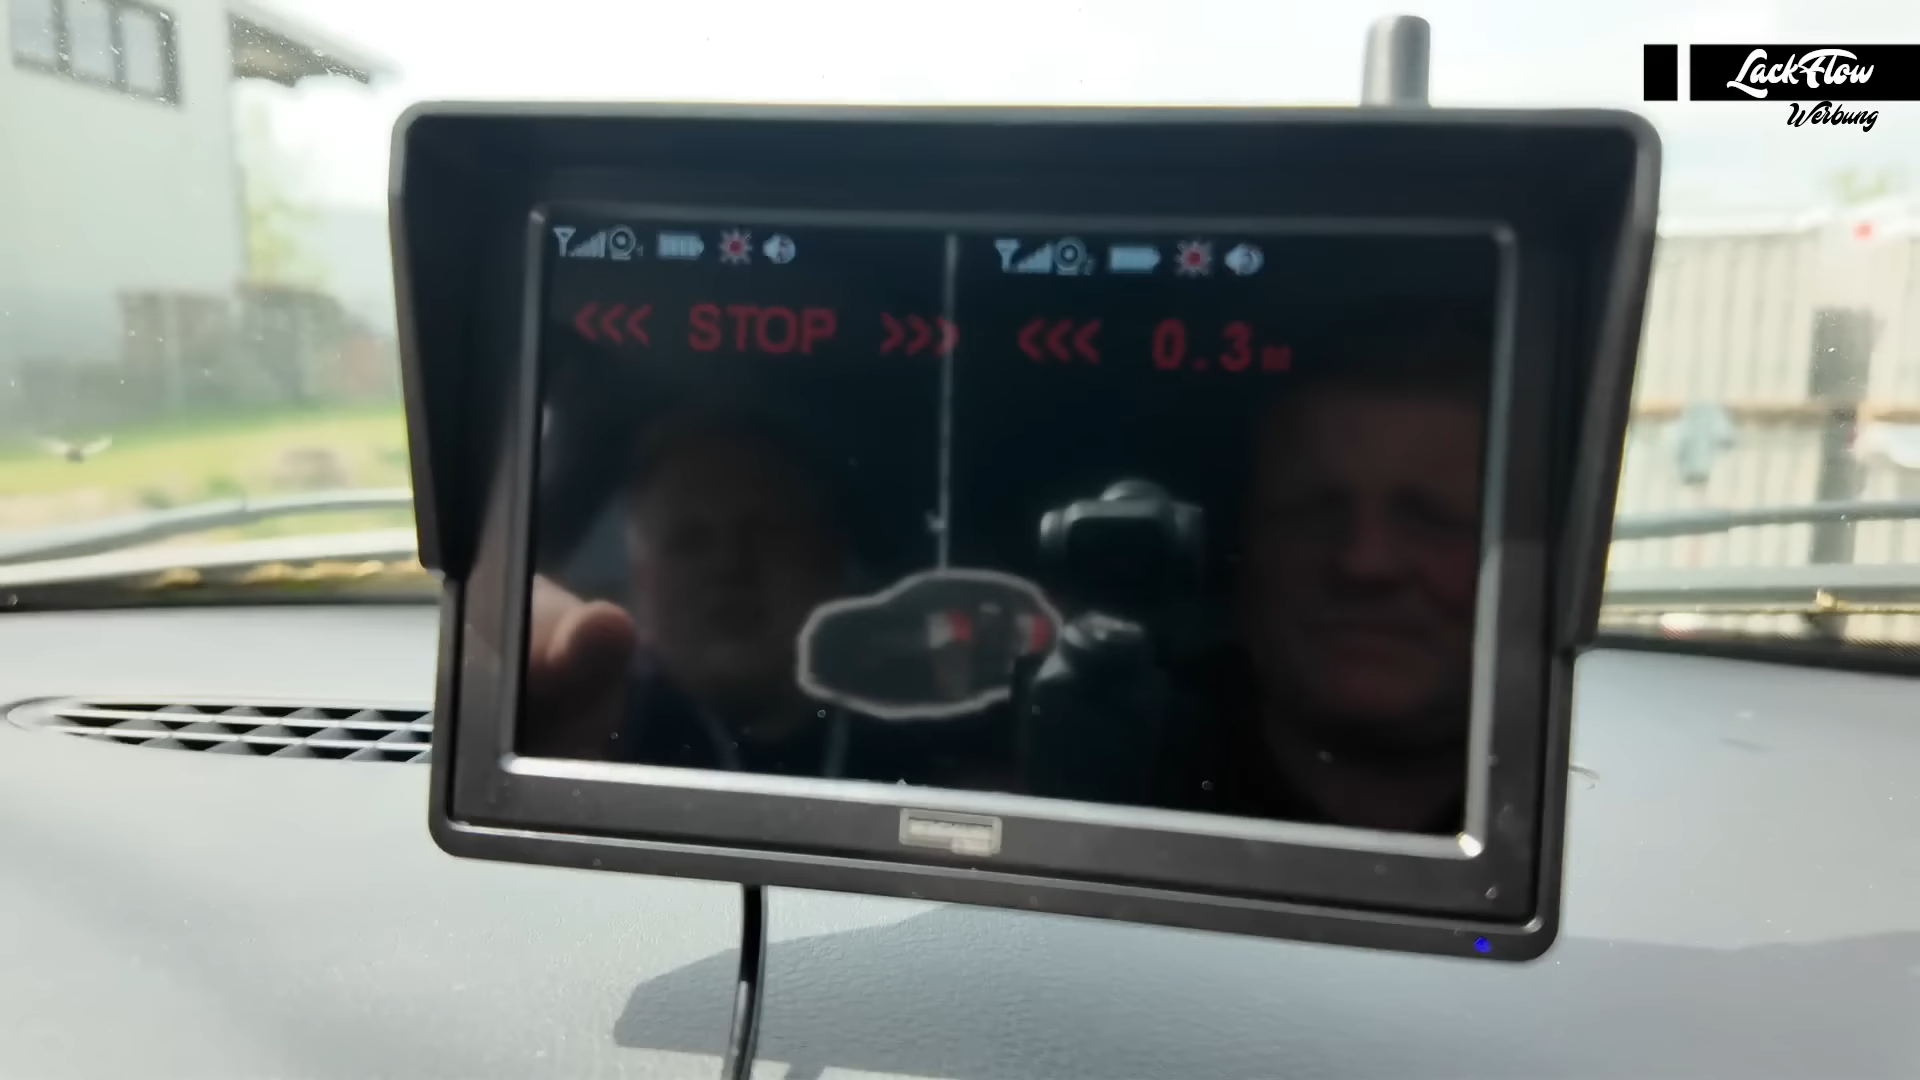 LackFlow
Werbung
<<< STOP >>>
<<< 0.3m